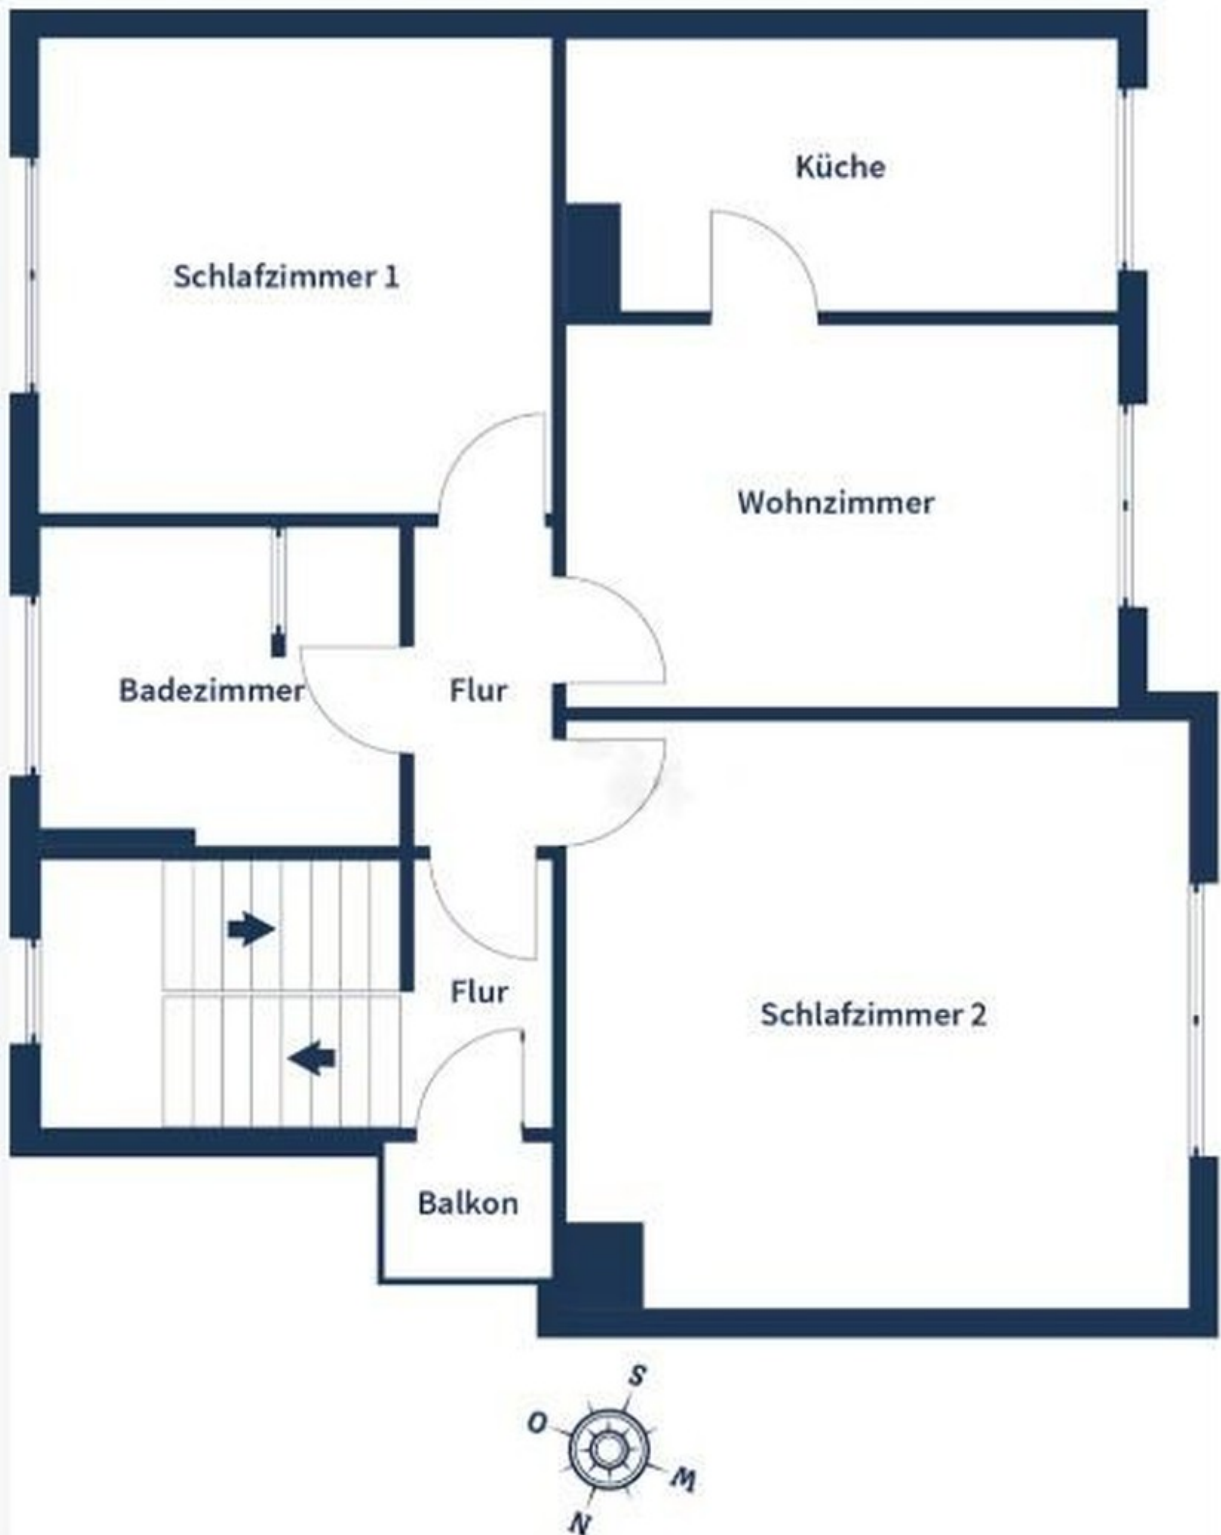 Küche
Schlafzimmer 1
Wohnzimmer
Badezimmer
Flur
Flur
Schlafzimmer 2
Balkon
S
O
W
N